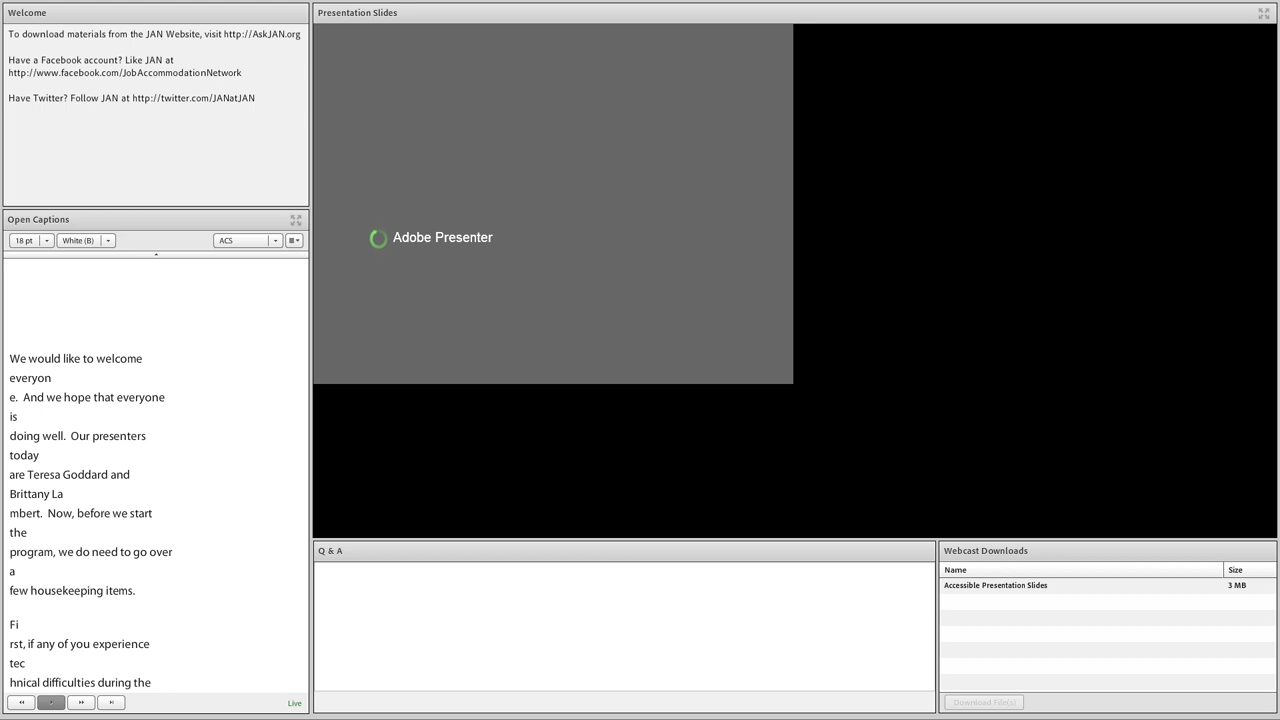 Welcome
To download materials from the JAN Website, visit http://AskJAN.org
Have a Facebook account? Like JAN at
http://www.facebook.com/JobAccommodationNetwork
Have Twitter? Follow JAN at http://twitter.com/JANatJAN
Open Captions
18 pt
White (B)
ACS
We would like to welcome
everyon
e.  And we hope that everyone
is
doing well.  Our presenters
today
are Teresa Goddard and
Brittany La
mbert.  Now, before we start
the
program, we do need to go over
a
few housekeeping items.
Fi
rst, if any of you experience
tec
hnical difficulties during the
Live
Presentation Slides
Adobe Presenter
Q & A
Webcast Downloads
Name Size
Accessible Presentation Slides 3 MB
Download File(s)